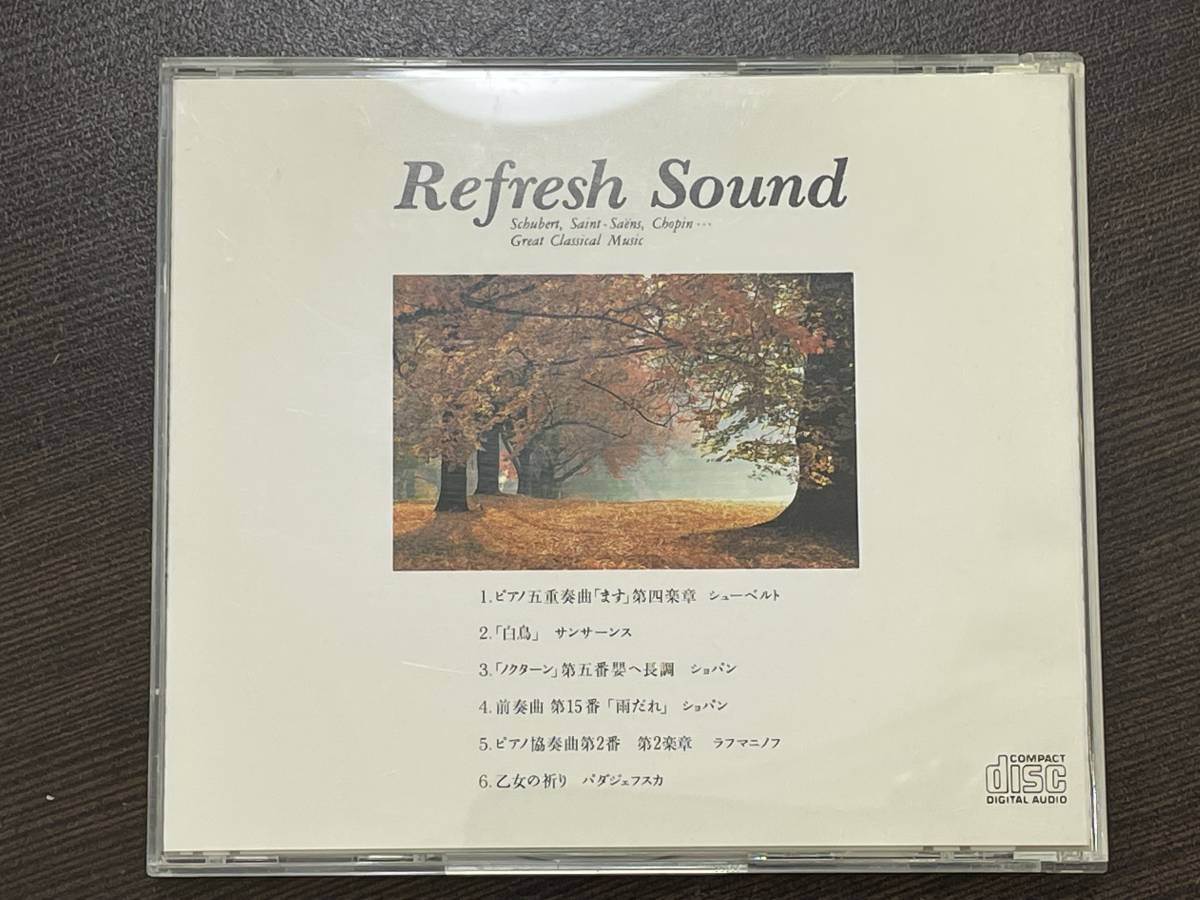 Refresh Sound
Schubert, Saint-Saëns, Chopin…
Great Classical Music
1.ピアノ五重奏曲「ます」第四楽章 シューベルト
2.「白鳥」 サンサーンス
3.「ノクターン」第五番嬰ヘ長調 ショパン
4.前奏曲 第15番「雨だれ」 ショパン
5.ピアノ協奏曲第2番 第2楽章 ラフマニノフ
6.乙女の祈り パダジェフスカ
COMPACT
disc
DIGITAL AUDIO